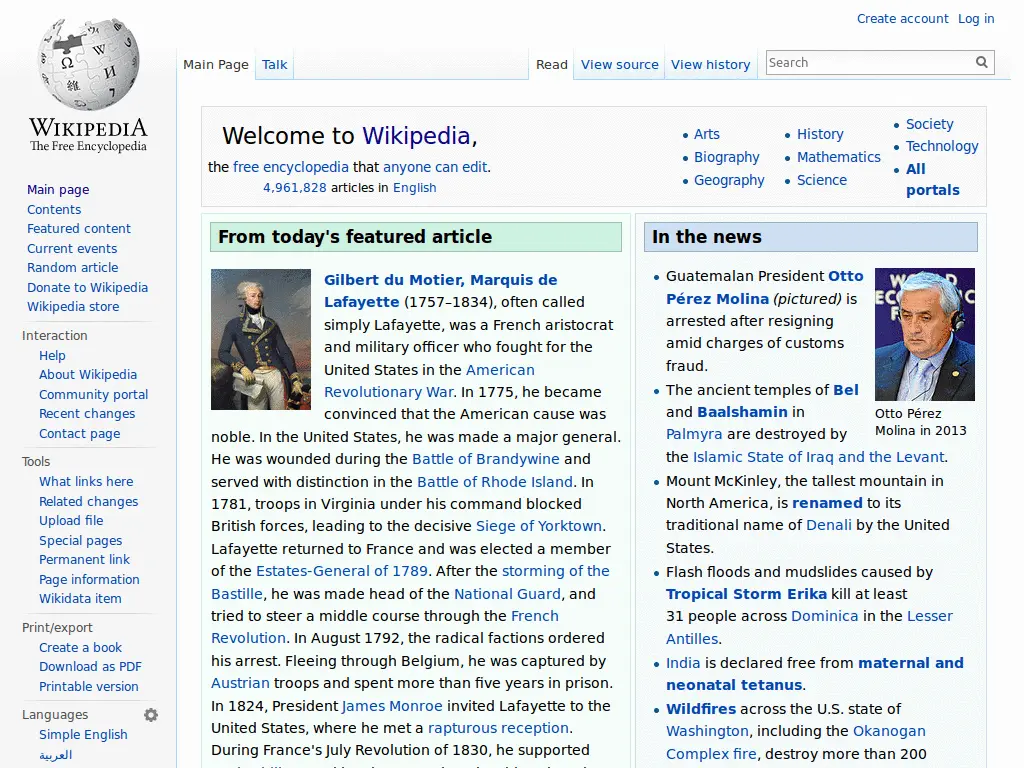 Create account Log in
Main Page Talk Read View source View history Search
WIKIPEDIA
The Free Encyclopedia
Main page
Contents
Featured content
Current events
Random article
Donate to Wikipedia
Wikipedia store
Interaction
Help
About Wikipedia
Community portal
Recent changes
Contact page
Tools
What links here
Related changes
Upload file
Special pages
Permanent link
Page information
Wikidata item
Print/export
Create a book
Download as PDF
Printable version
Languages
Simple English
العربية
Welcome to Wikipedia,
the free encyclopedia that anyone can edit.
4,961,828 articles in English
Arts
Biography
Geography
History
Mathematics
Science
Society
Technology
All
portals
From today's featured article
Gilbert du Motier, Marquis de
Lafayette (1757–1834), often called
simply Lafayette, was a French aristocrat
and military officer who fought for the
United States in the American
Revolutionary War. In 1775, he became
convinced that the American cause was
noble. In the United States, he was made a major general.
He was wounded during the Battle of Brandywine and
served with distinction in the Battle of Rhode Island. In
1781, troops in Virginia under his command blocked
British forces, leading to the decisive Siege of Yorktown.
Lafayette returned to France and was elected a member
of the Estates-General of 1789. After the storming of the
Bastille, he was made head of the National Guard, and
tried to steer a middle course through the French
Revolution. In August 1792, the radical factions ordered
his arrest. Fleeing through Belgium, he was captured by
Austrian troops and spent more than five years in prison.
In 1824, President James Monroe invited Lafayette to the
United States, where he met a rapturous reception.
During France's July Revolution of 1830, he supported
In the news
Guatemalan President Otto
Pérez Molina (pictured) is
arrested after resigning
amid charges of customs
fraud.
Otto Pérez
Molina in 2013
The ancient temples of Bel
and Baalshamin in
Palmyra are destroyed by
the Islamic State of Iraq and the Levant.
Mount McKinley, the tallest mountain in
North America, is renamed to its
traditional name of Denali by the United
States.
Flash floods and mudslides caused by
Tropical Storm Erika kill at least
31 people across Dominica in the Lesser
Antilles.
India is declared free from maternal and
neonatal tetanus.
Wildfires across the U.S. state of
Washington, including the Okanogan
Complex fire, destroy more than 200